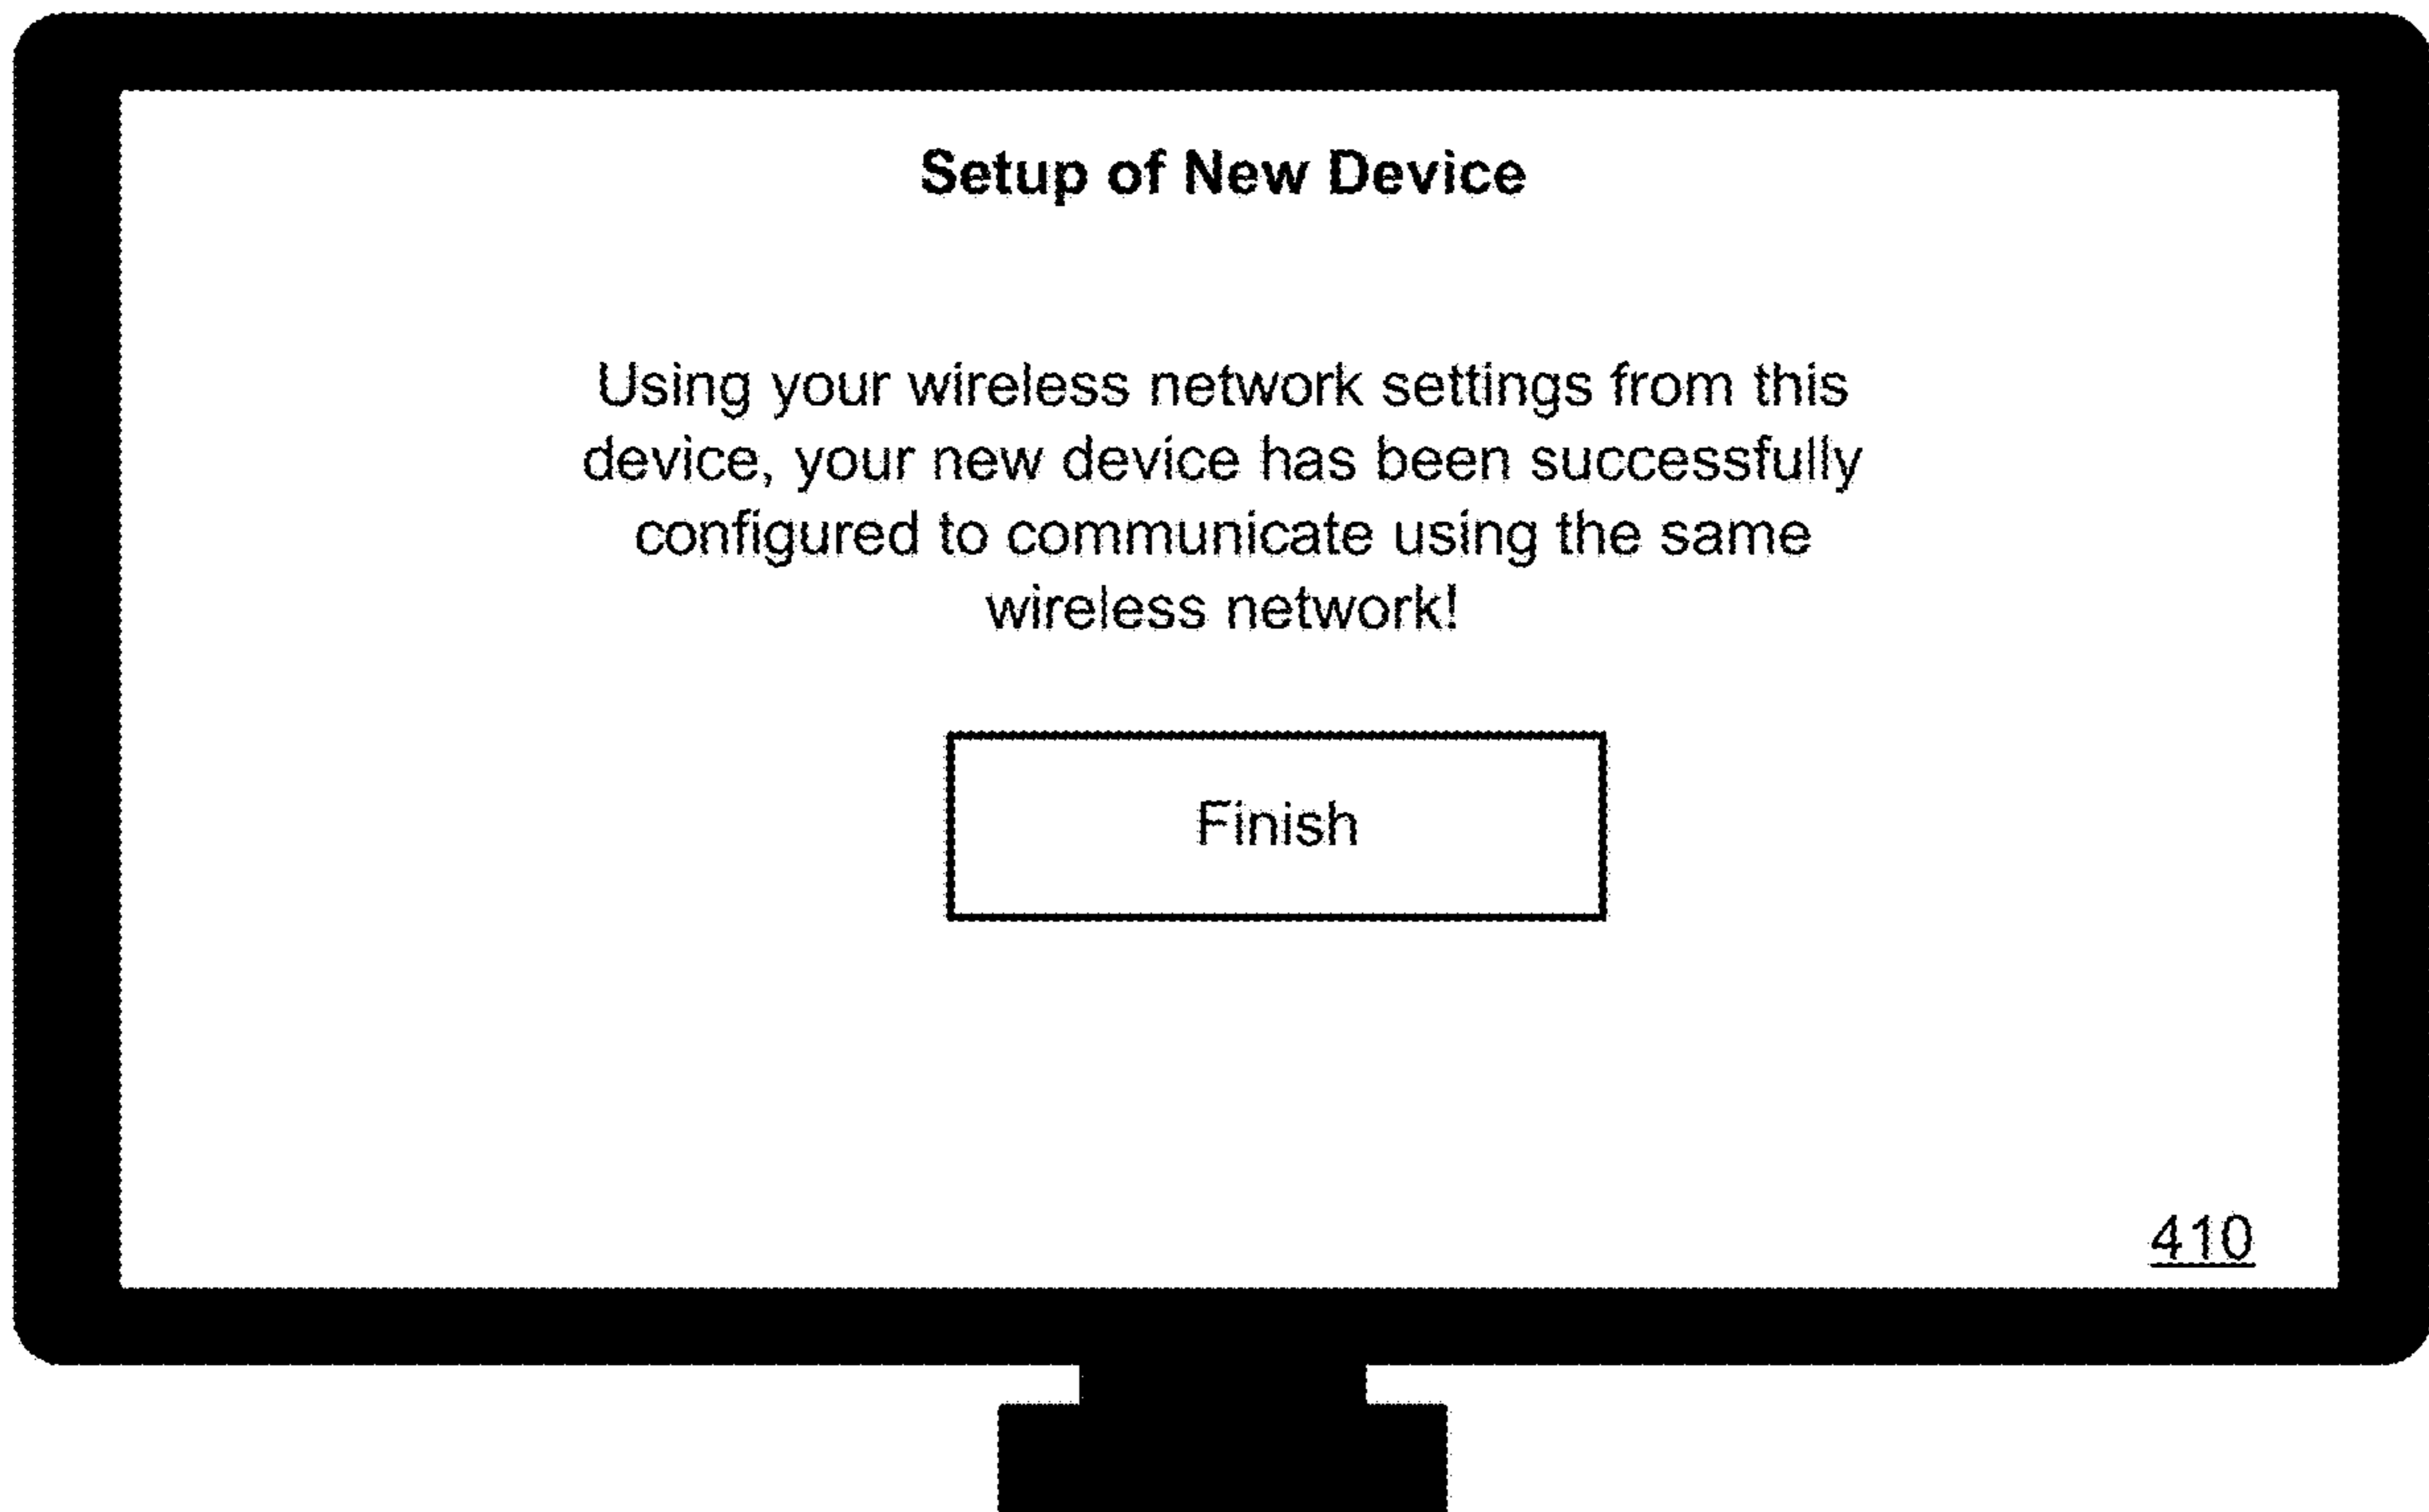 Setup of New Device
Using your wireless network settings from this
device, your new device has been successfully
configured to communicate using the same
wireless network!
Finish
410